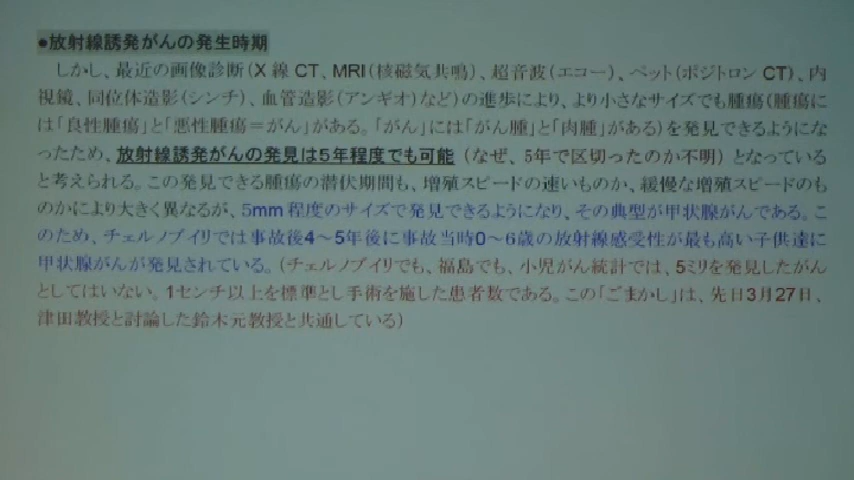 ●放射線誘発がんの発生時期
しかし、最近の画像診断（X 線 CT、MRI（核磁気共鳴）、超音波（エコー）、ペット（ポジトロン CT）、内
視鏡、同位体造影（シンチ）、血管造影（アンギオ）など）の進歩により、より小さなサイズでも腫瘍（腫瘍に
は「良性腫瘍」と「悪性腫瘍＝がん」がある。「がん」には「がん腫」と「肉腫」がある）を発見できるようにな
ったため、放射線誘発がんの発見は5年程度でも可能（なぜ、5年で区切ったのか不明）となっている
と考えられる。この発見できる腫瘍の潜伏期間も、増殖スピードの速いものか、緩慢な増殖スピードのも
のかにより大きく異なるが、5mm 程度のサイズで発見できるようになり、その典型が甲状腺がんである。こ
のため、チェルノブイリでは事故後4～5年後に事故当時0～6歳の放射線感受性が最も高い子供達に
甲状腺がんが発見されている。（チェルノブイリでも、福島でも、小児がん統計では、5ミリを発見したがん
としてはいない。1センチ以上を標準とし手術を施した患者数である。この「ごまかし」は、先日3月27日、
津田教授と討論した鈴木元教授と共通している）